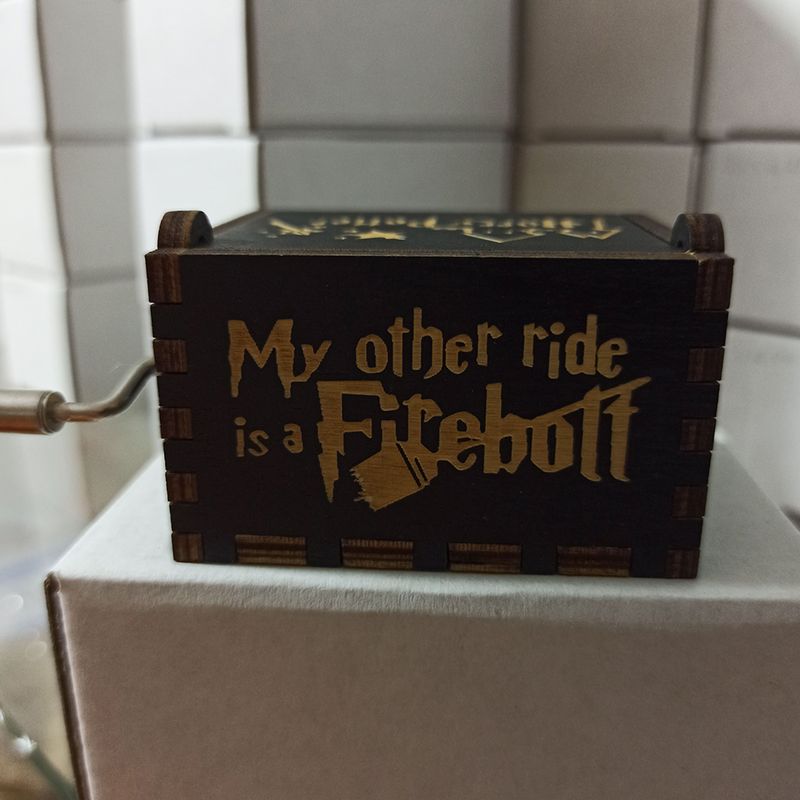 My other ride
is a Firebolt